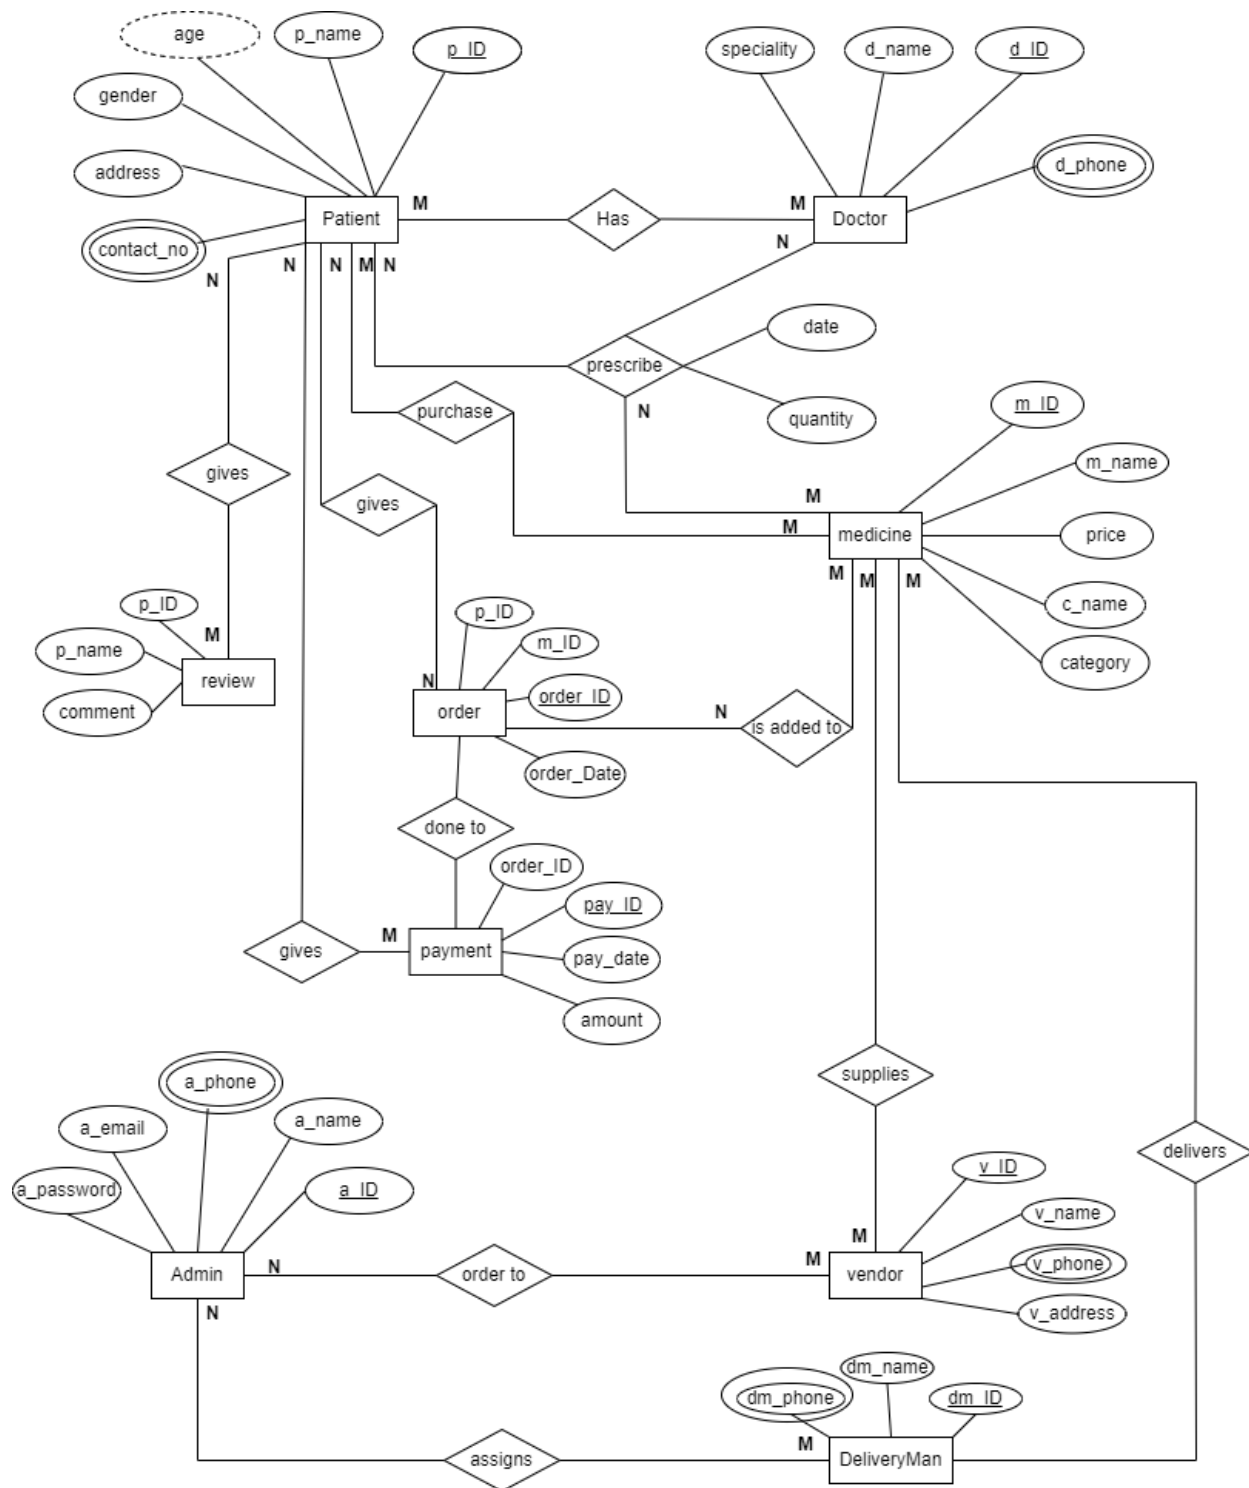 age
p_name
p_ID
speciality
d_name
d_ID
gender
address
d_phone
contact_no
Patient
M
Has
M
Doctor
N
N
N
M
N
N
date
prescribe
quantity
N
purchase
m_ID
m_name
gives
gives
M
M
medicine
price
M
M
M
c_name
category
p_ID
p_name
M
review
comment
p_ID
m_ID
order_ID
N
order
order_Date
N
is added to
done to
order_ID
pay_ID
gives
M
payment
pay_date
amount
a_phone
a_email
a_name
a_password
a_ID
supplies
delivers
v_ID
v_name
M
M
v_phone
Admin
N
order to
vendor
v_address
N
dm_name
dm_phone
dm_ID
M
assigns
DeliveryMan